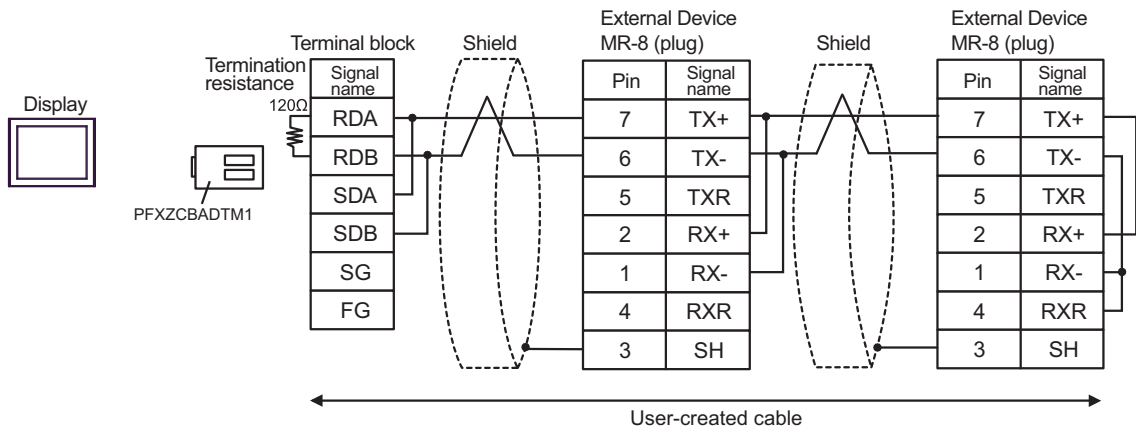 External Device
MR-8 (plug)
External Device
MR-8 (plug)
Terminal block
Shield
Shield
Termination
resistance
120Ω
Display
PFXZCBADTM1
Signal
name
RDA
RDB
SDA
SDB
SG
FG
Pin Signal
name
7 TX+
6 TX-
5 TXR
2 RX+
1 RX-
4 RXR
3 SH
Pin Signal
name
7 TX+
6 TX-
5 TXR
2 RX+
1 RX-
4 RXR
3 SH
User-created cable